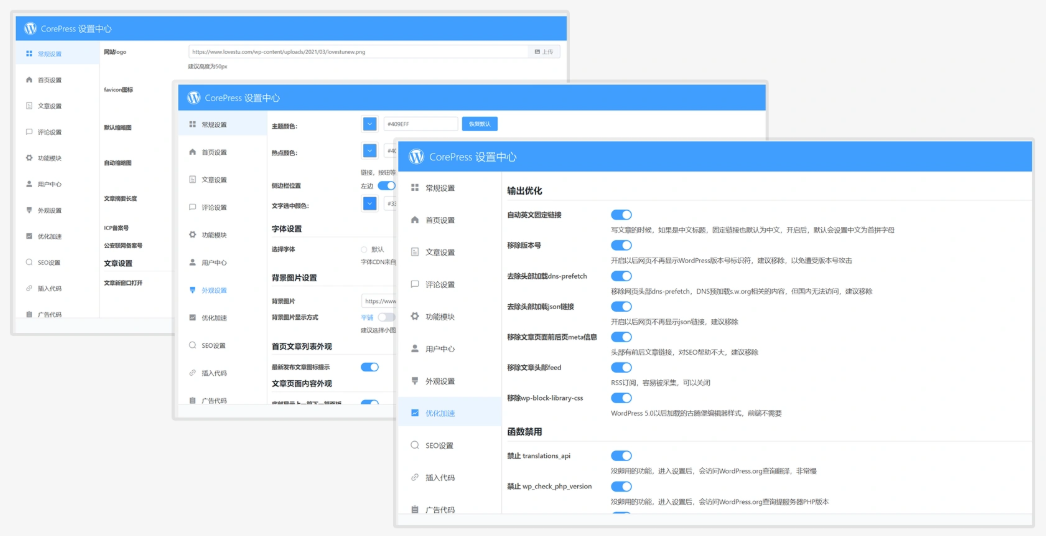 CorePress 设置中心
常规设置
首页设置
文章设置
评论设置
功能模块
用户中心
外观设置
优化加速
SEO设置
插入代码
广告代码
网站logo
https://www.lovestu.com/wp-content/uploads/2021/03/lovestunew.png
上传
建议高度为50px
favicon图标
默认缩略图
自动缩略图
文章摘要长度
ICP备案号
公安联网备案号
文章设置
文章新窗口打开
CorePress 设置中心
常规设置
首页设置
文章设置
评论设置
功能模块
用户中心
外观设置
优化加速
SEO设置
插入代码
广告代码
主题颜色:
#409EFF
恢复默认
热点颜色:
侧边栏位置
左边
文字选中颜色:
字体设置
选择字体
默认
背景图片设置
背景图片
https://www
背景图片显示方式
平铺
首页文章列表外观
最新发布文章图标提示
文章页面内容外观
CorePress 设置中心
常规设置
首页设置
文章设置
评论设置
功能模块
用户中心
外观设置
优化加速
SEO设置
插入代码
广告代码
输出优化
自动英文固定链接
写文章的时候，如果是中文标题，固定链接也默认为中文，开启后，默认会设置中文为首拼字母
移除版本号
开启以后网页不再显示WordPress版本号标识符，建议移除，以免遭受版本号攻击
去除头部加载dns-prefetch
移除网页头部dns-prefetch，DNS预加载s.w.org相关的内容，但国内无法访问，建议移除
去除头部加载json链接
开启以后网页不再显示json链接，建议移除
移除文章页面前后页meta信息
头部有前后文章链接，对SEO帮助不大，建议移除
移除文章头部feed
RSS订阅，容易被采集，可以关闭
移除wp-block-library-css
WordPress 5.0以后加载的古腾堡编辑器样式，前端不需要
函数禁用
禁止 translations_api
没卵用的功能，进入设置后，会访问WordPress.org查询翻译，非常慢
禁止 wp_check_php_version
没卵用的功能，进入设置后，会访问WordPress.org查询提服务器PHP版本